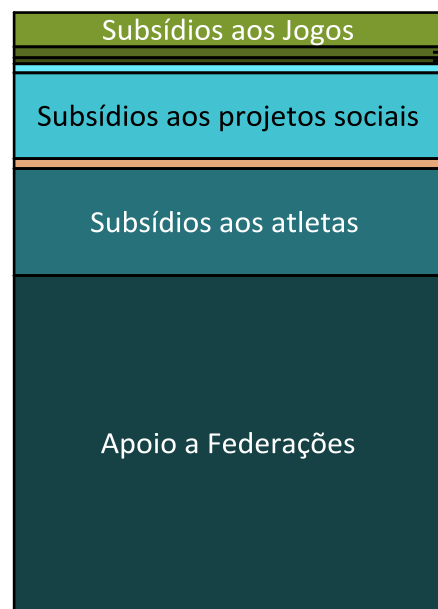 Subsídios aos Jogos
Subsídios aos projetos sociais
Subsídios aos atletas
Apoio a Federações